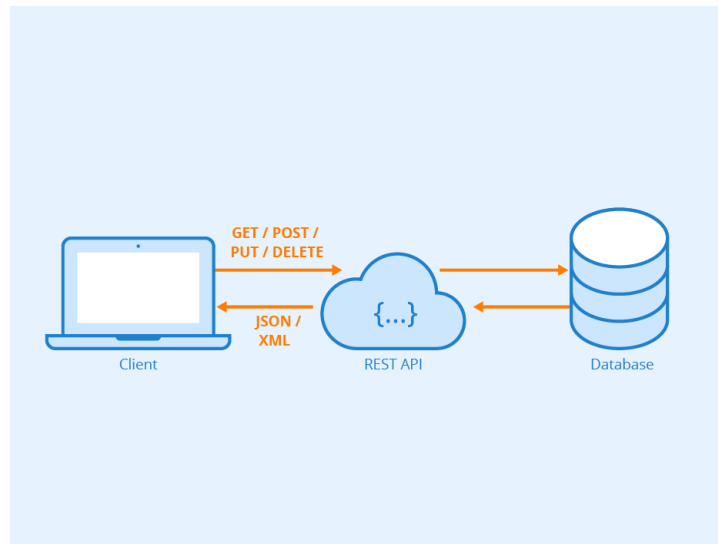 GET / POST /
PUT / DELETE
{...}
JSON /
XML
Client
REST API
Database